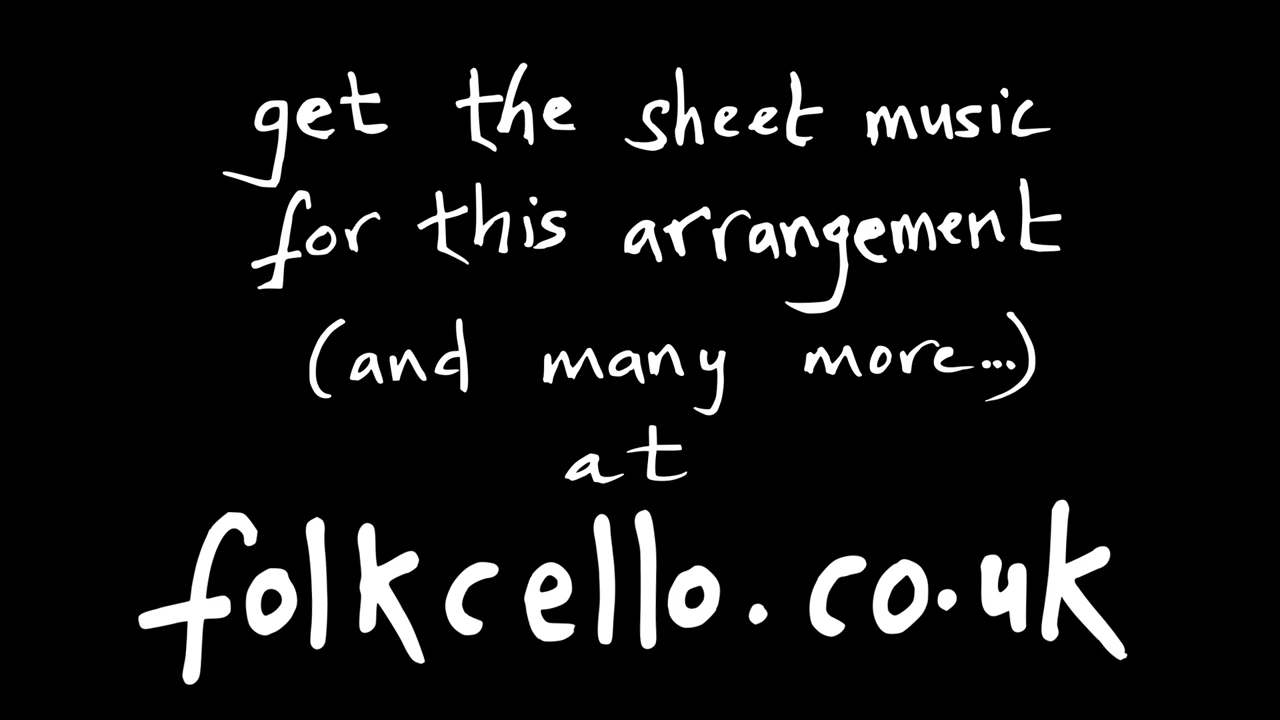 get the sheet music
for this arrangement
(and many more...)
at
folkcello.co.uk